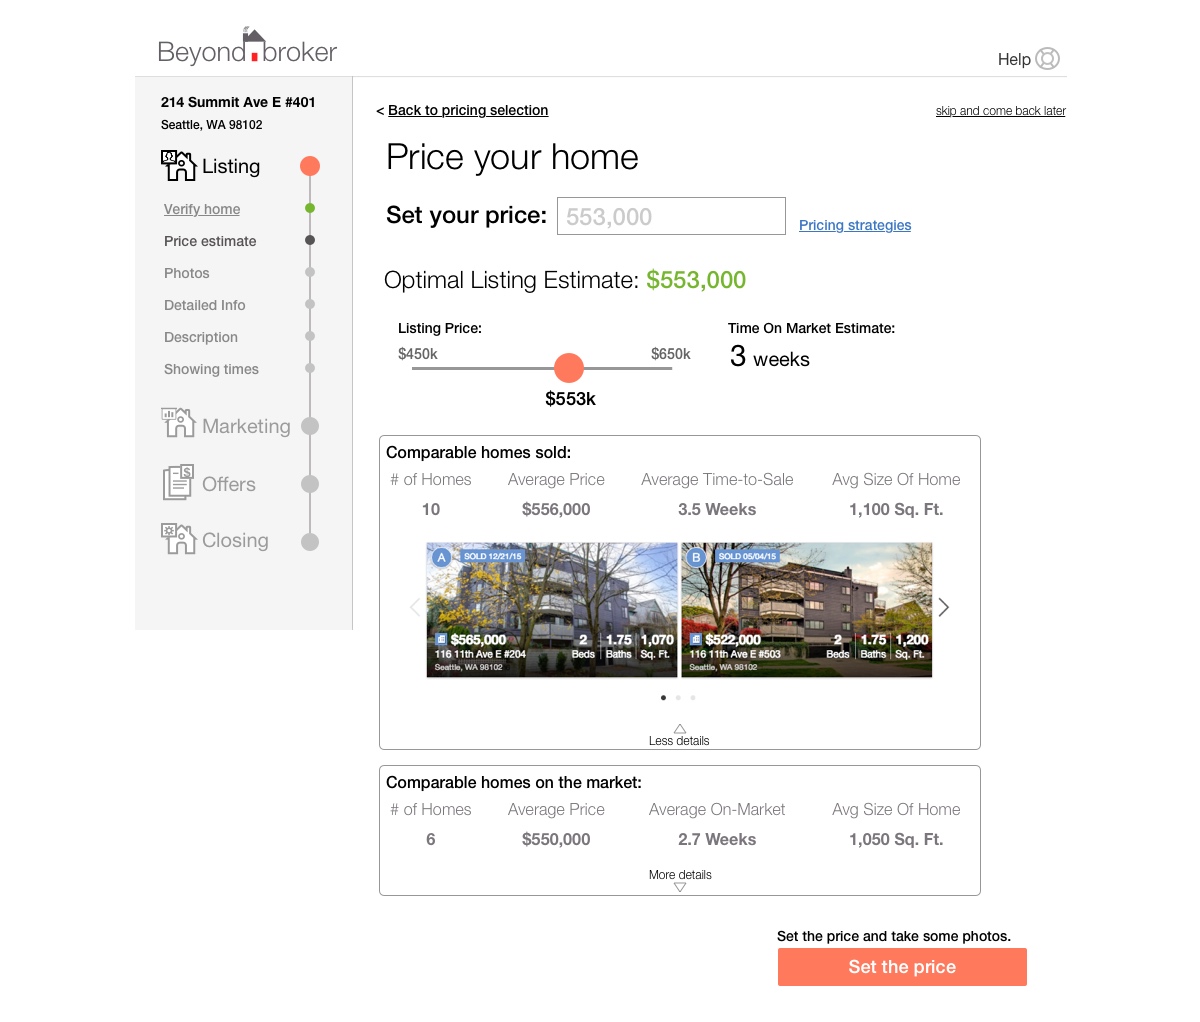 Beyond broker
Help
214 Summit Ave E #401
Seattle, WA 98102
Listing
Verify home
Price estimate
Photos
Detailed Info
Description
Showing times
Marketing
Offers
Closing
< Back to pricing selection
skip and come back later
Price your home
Set your price: 553,000
Pricing strategies
Optimal Listing Estimate: $553,000
Listing Price:
$450k $650k
$553k
Time On Market Estimate:
3 weeks
Comparable homes sold:
# of Homes Average Price Average Time-to-Sale Avg Size Of Home
10 $556,000 3.5 Weeks 1,100 Sq. Ft.
A SOLD 12/21/15
$565,000 2 1.75 1,070
116 11th Ave E #204 Beds Baths Sq. Ft.
Seattle, WA 98102
B SOLD 05/04/15
$522,000 2 1.75 1,200
116 11th Ave E #503 Beds Baths Sq. Ft.
Seattle, WA 98102
Less details
Comparable homes on the market:
# of Homes Average Price Average On-Market Avg Size Of Home
6 $550,000 2.7 Weeks 1,050 Sq. Ft.
More details
Set the price and take some photos.
Set the price